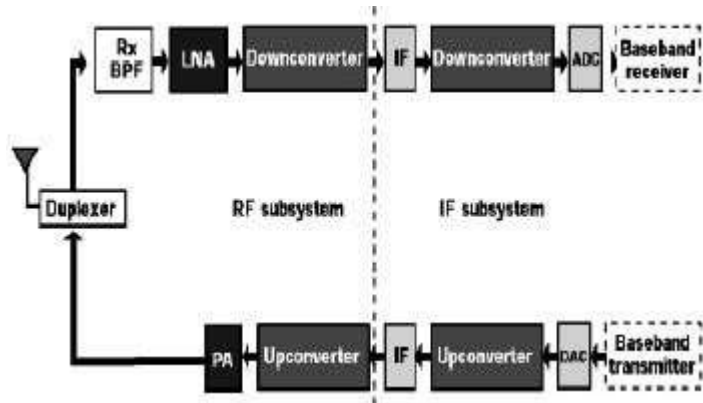 Rx
BPF
LNA
Downconverter
IF
Downconverter
ADC
Baseband
receiver
Duplexer
RF subsystem
IF subsystem
PA
Upconverter
IF
Upconverter
DAC
Baseband
transmitter